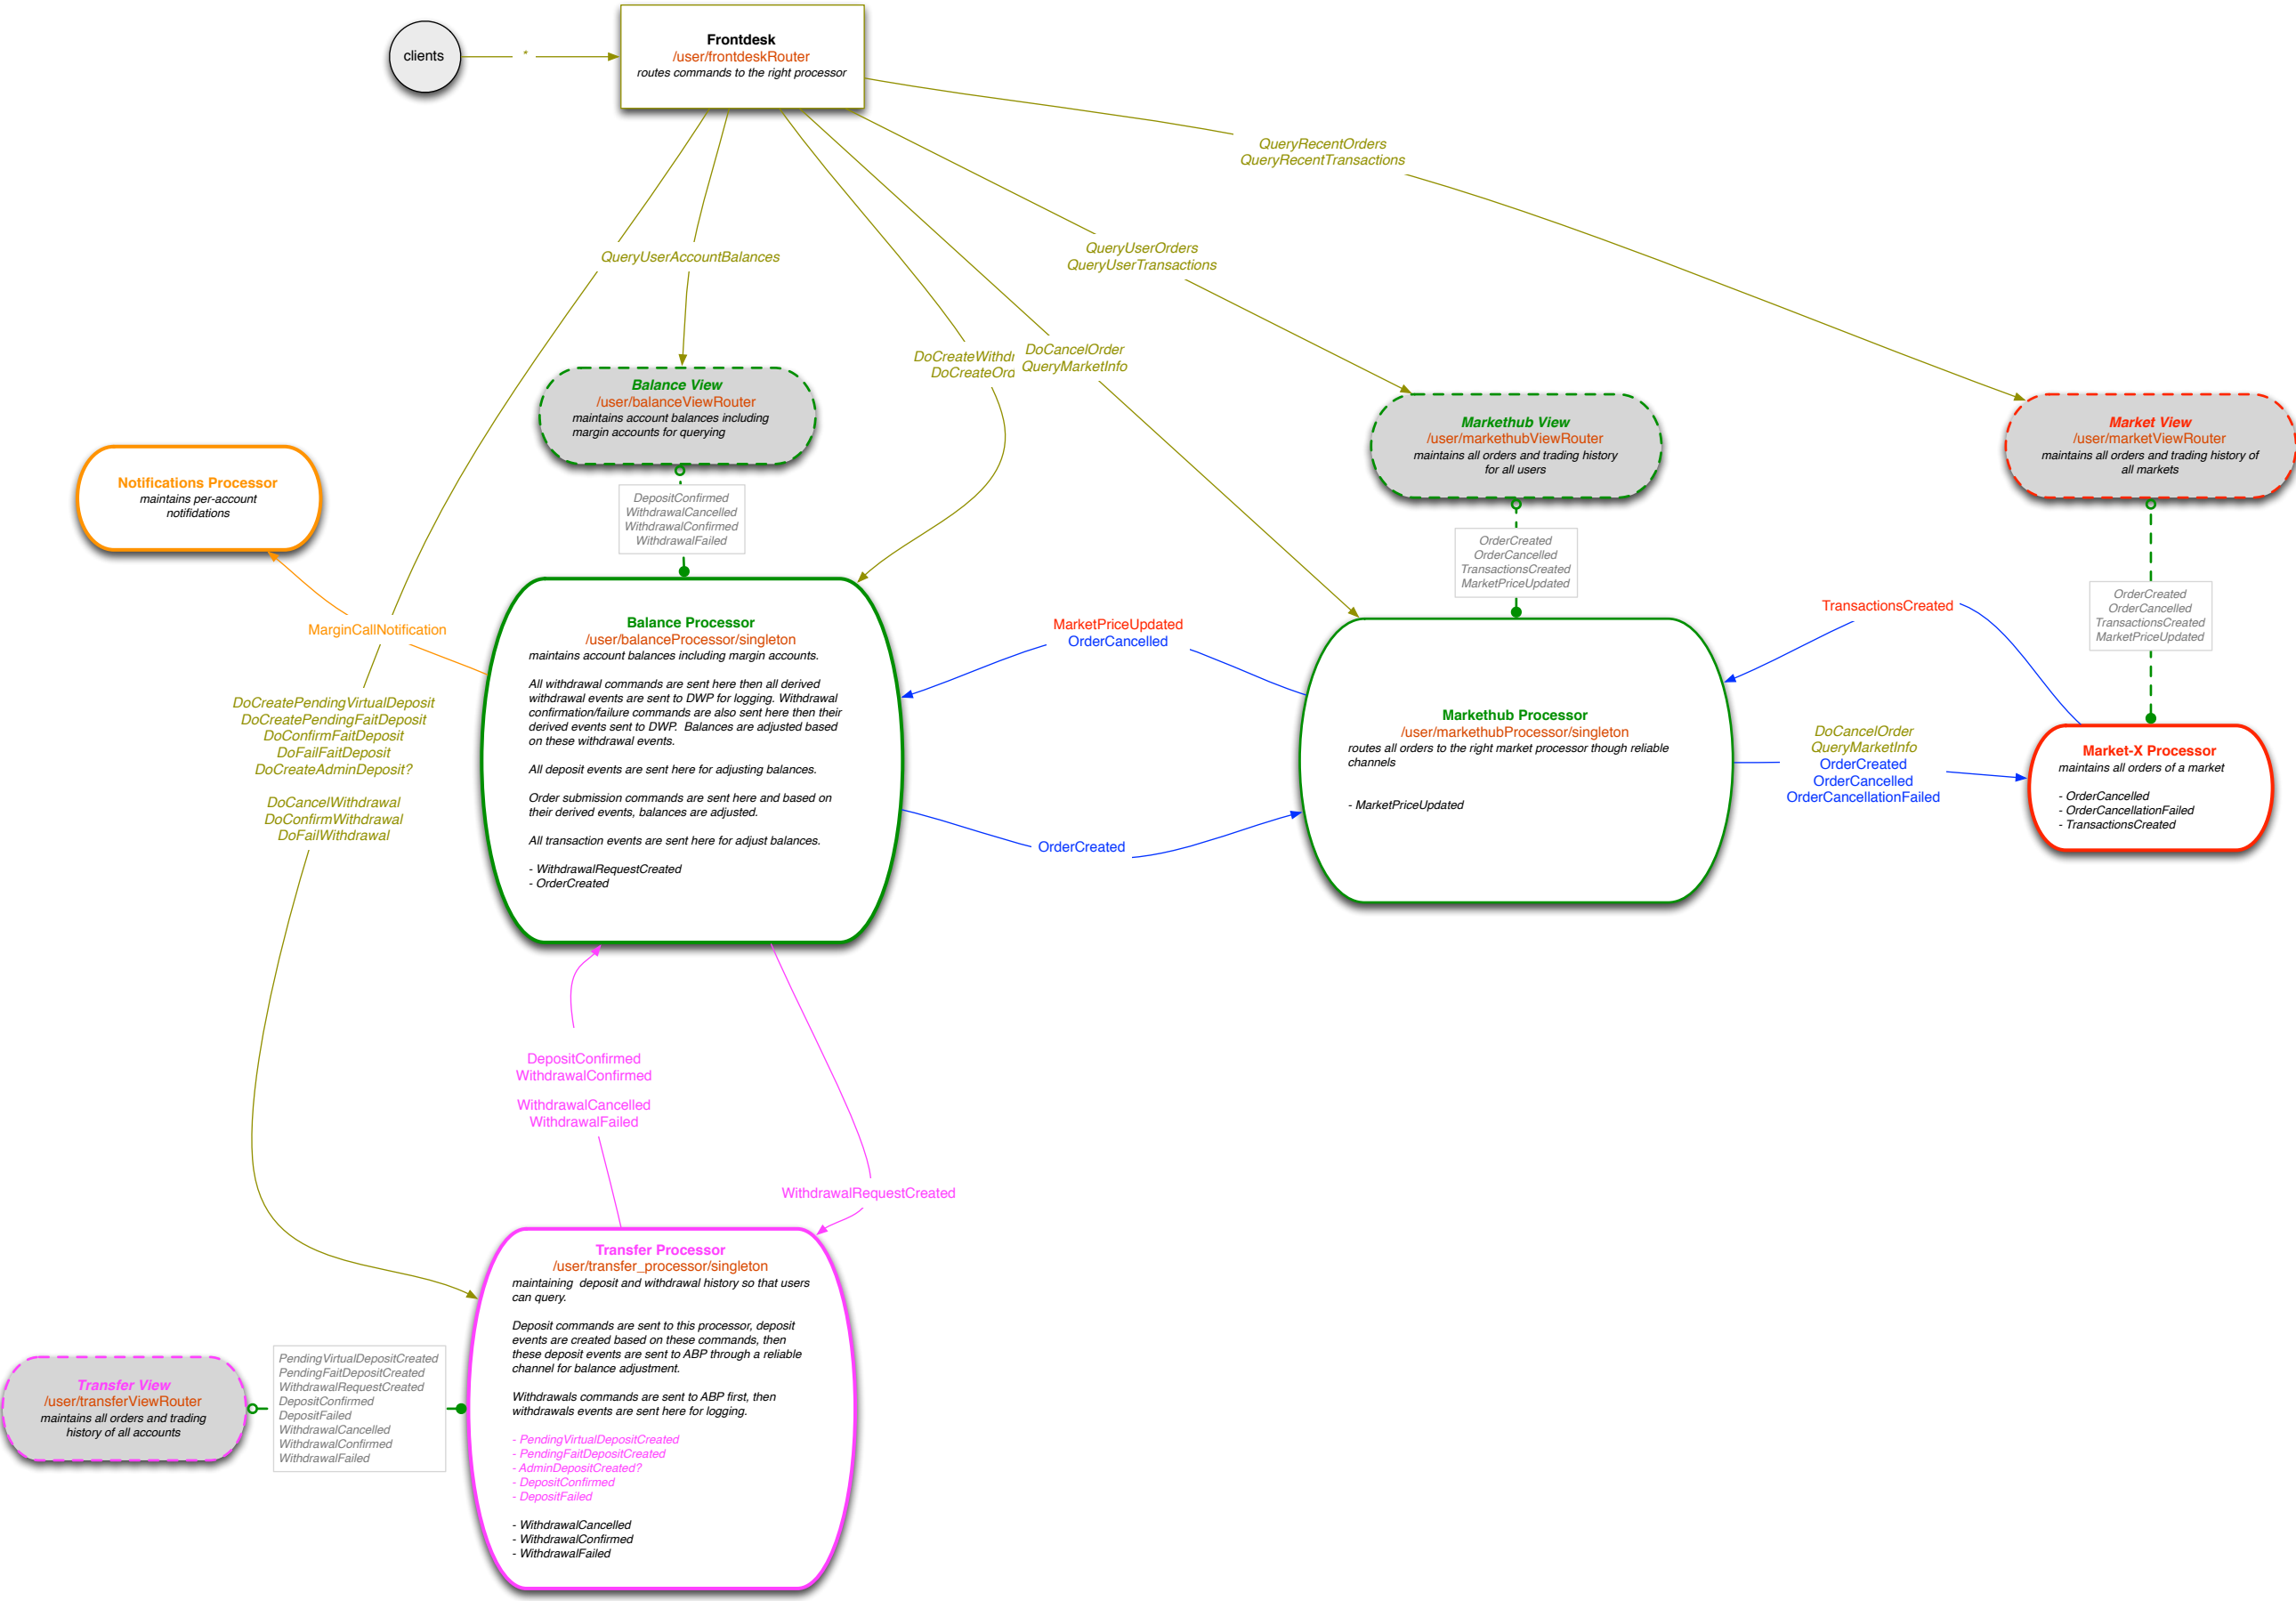 clients
*
Frontdesk
/user/frontdeskRouter
routes commands to the right processor
QueryRecentOrders
QueryRecentTransactions
QueryUserOrders
QueryUserTransactions
QueryUserAccountBalances
DoCreateWithdr
DoCreateOrd
DoCancelOrder
QueryMarketInfo
Balance View
/user/balanceViewRouter
maintains account balances including
margin accounts for querying
Markethub View
/user/markethubViewRouter
maintains all orders and trading history
for all users
Market View
/user/marketViewRouter
maintains all orders and trading history of
all markets
Notifications Processor
maintains per-account
notifidations
DepositConfirmed
WithdrawalCancelled
WithdrawalConfirmed
WithdrawalFailed
OrderCreated
OrderCancelled
TransactionsCreated
MarketPriceUpdated
OrderCreated
OrderCancelled
TransactionsCreated
MarketPriceUpdated
MarginCallNotification
Balance Processor
/user/balanceProcessor/singleton
maintains account balances including margin accounts.
All withdrawal commands are sent here then all derived
withdrawal events are sent to DWP for logging. Withdrawal
confirmation/failure commands are also sent here then their
derived events sent to DWP.  Balances are adjusted based
on these withdrawal events.
All deposit events are sent here for adjusting balances.
Order submission commands are sent here and based on
their derived events, balances are adjusted.
All transaction events are sent here for adjust balances.
- WithdrawalRequestCreated
- OrderCreated
MarketPriceUpdated
OrderCancelled
OrderCreated
Markethub Processor
/user/markethubProcessor/singleton
routes all orders to the right market processor though reliable
channels
- MarketPriceUpdated
TransactionsCreated
DoCancelOrder
QueryMarketInfo
OrderCreated
OrderCancelled
OrderCancellationFailed
Market-X Processor
maintains all orders of a market
- OrderCancelled
- OrderCancellationFailed
- TransactionsCreated
DoCreatePendingVirtualDeposit
DoCreatePendingFaitDeposit
DoConfirmFaitDeposit
DoFailFaitDeposit
DoCreateAdminDeposit?
DoCancelWithdrawal
DoConfirmWithdrawal
DoFailWithdrawal
DepositConfirmed
WithdrawalConfirmed
WithdrawalCancelled
WithdrawalFailed
WithdrawalRequestCreated
Transfer Processor
/user/transfer_processor/singleton
maintaining  deposit and withdrawal history so that users
can query.
Deposit commands are sent to this processor, deposit
events are created based on these commands, then
these deposit events are sent to ABP through a reliable
channel for balance adjustment.
Withdrawals commands are sent to ABP first, then
withdrawals events are sent here for logging.
- PendingVirtualDepositCreated
- PendingFaitDepositCreated
- AdminDepositCreated?
- DepositConfirmed
- DepositFailed
- WithdrawalCancelled
- WithdrawalConfirmed
- WithdrawalFailed
Transfer View
/user/transferViewRouter
maintains all orders and trading
history of all accounts
PendingVirtualDepositCreated
PendingFaitDepositCreated
WithdrawalRequestCreated
DepositConfirmed
DepositFailed
WithdrawalCancelled
WithdrawalConfirmed
WithdrawalFailed